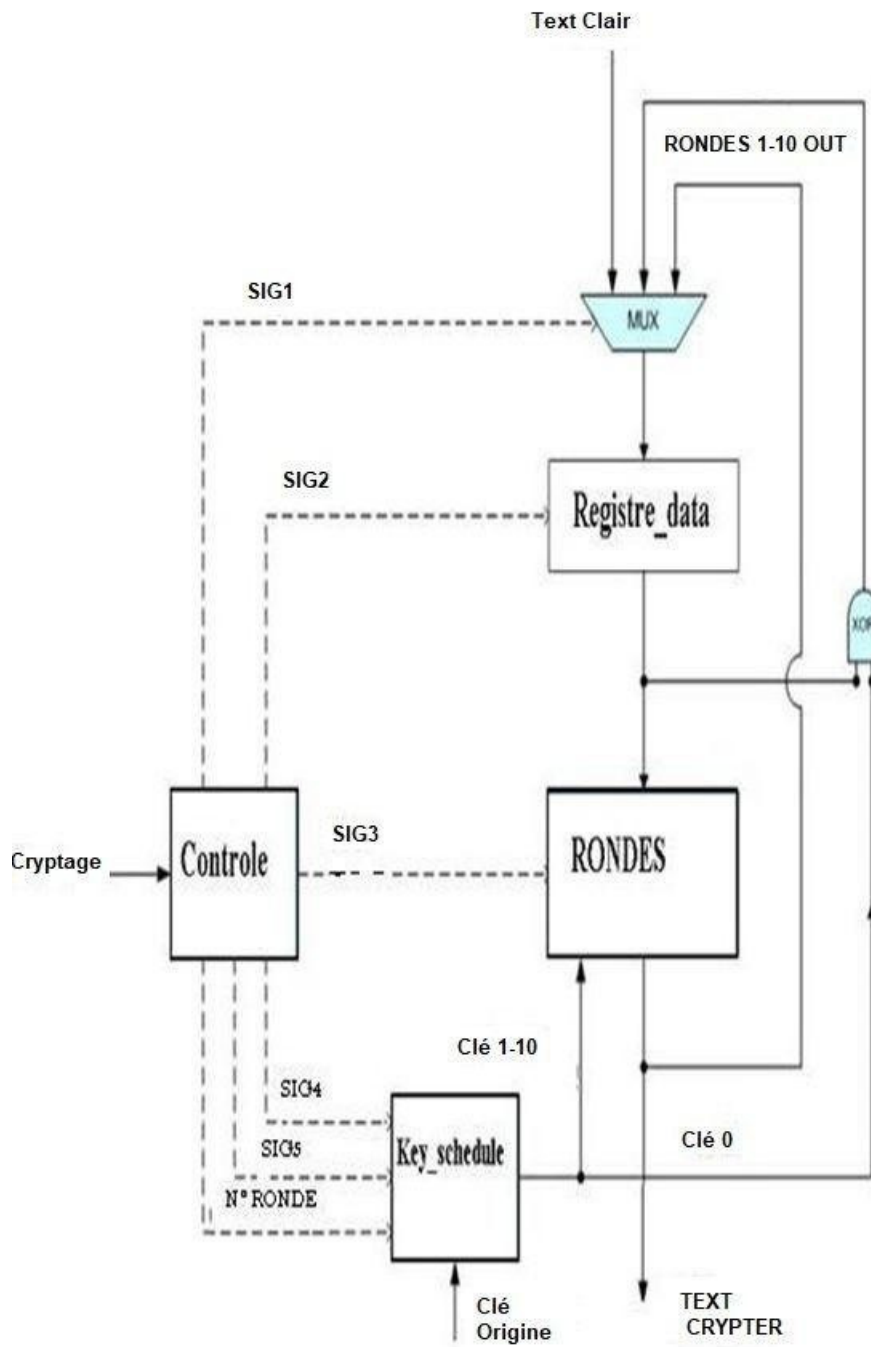 Text Clair
RONDES 1-10 OUT
SIG1
MUX
SIG2
Registre_data
XOR
SIG3
Cryptage
Controle
RONDES
Clé 1-10
SIG4
Clé 0
SIG5
Key_schedule
N° RONDE
Clé
Origine
TEXT
CRYPTER